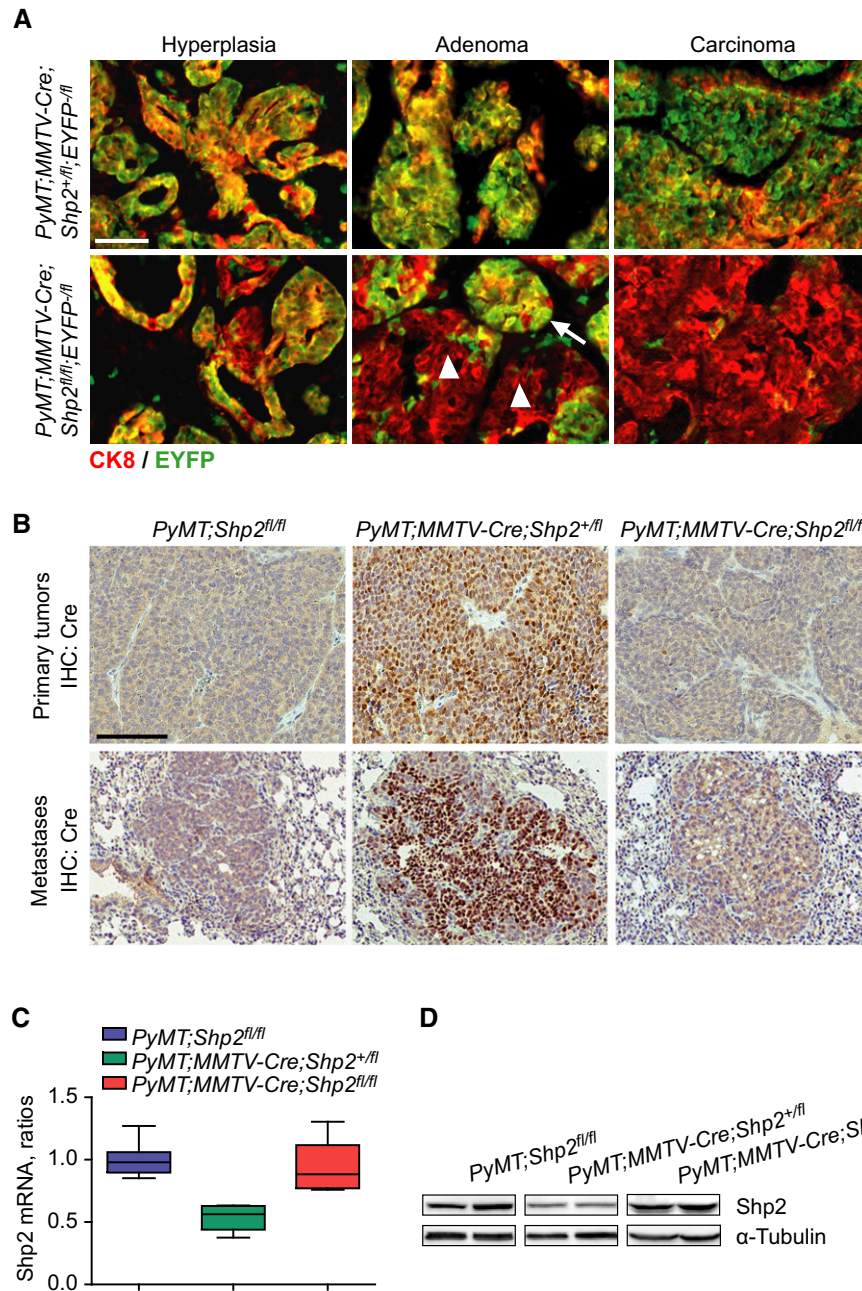 A
Hyperplasia
Adenoma
Carcinoma
PyMT;MMTV-Cre;
Shp2+/fl;EYFP-/fl
PyMT;MMTV-Cre;
Shp2fl/fl;EYFP-/fl
CK8 / EYFP
B
PyMT;Shp2fl/fl
PyMT;MMTV-Cre;Shp2+/fl
PyMT;MMTV-Cre;Shp2fl/fl
Primary tumors
IHC: Cre
Metastases
IHC: Cre
C
PyMT;Shp2fl/fl
PyMT;MMTV-Cre;Shp2+/fl
PyMT;MMTV-Cre;Shp2fl/fl
Shp2 mRNA, ratios
1.5
1.0
0.5
0.0
D
PyMT;Shp2fl/fl
PyMT;MMTV-Cre;Shp2+/fl
PyMT;MMTV-Cre;
Shp2
α-Tubulin